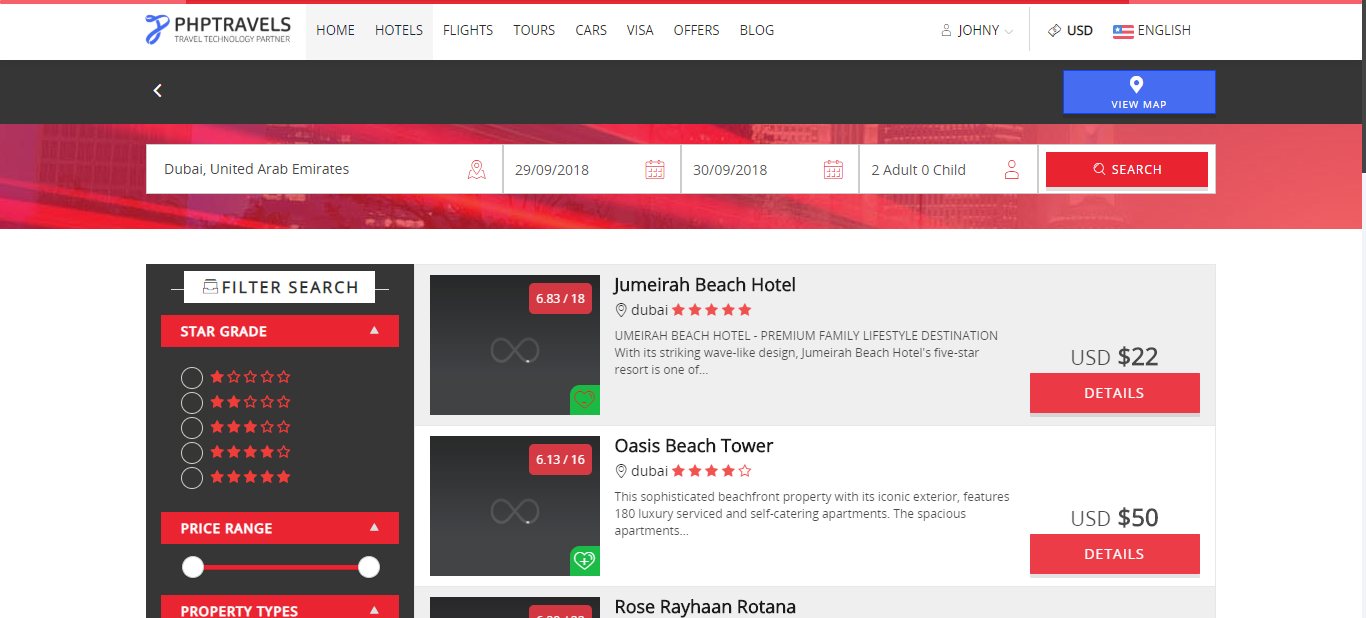 PHPTRAVELS
TRAVEL TECHNOLOGY PARTNER
HOME HOTELS FLIGHTS TOURS CARS VISA OFFERS BLOG
JOHNY USD ENGLISH
VIEW MAP
Dubai, United Arab Emirates 29/09/2018 30/09/2018 2 Adult 0 Child SEARCH
FILTER SEARCH
STAR GRADE
PRICE RANGE
PROPERTY TYPES
6.83 / 18
Jumeirah Beach Hotel
dubai
UMEIRAH BEACH HOTEL - PREMIUM FAMILY LIFESTYLE DESTINATION
With its striking wave-like design, Jumeirah Beach Hotel's five-star
resort is one of...
USD $22
DETAILS
6.13 / 16
Oasis Beach Tower
dubai
This sophisticated beachfront property with its iconic exterior, features
180 luxury serviced and self-catering apartments. The spacious
apartments...
USD $50
DETAILS
Rose Rayhaan Rotana